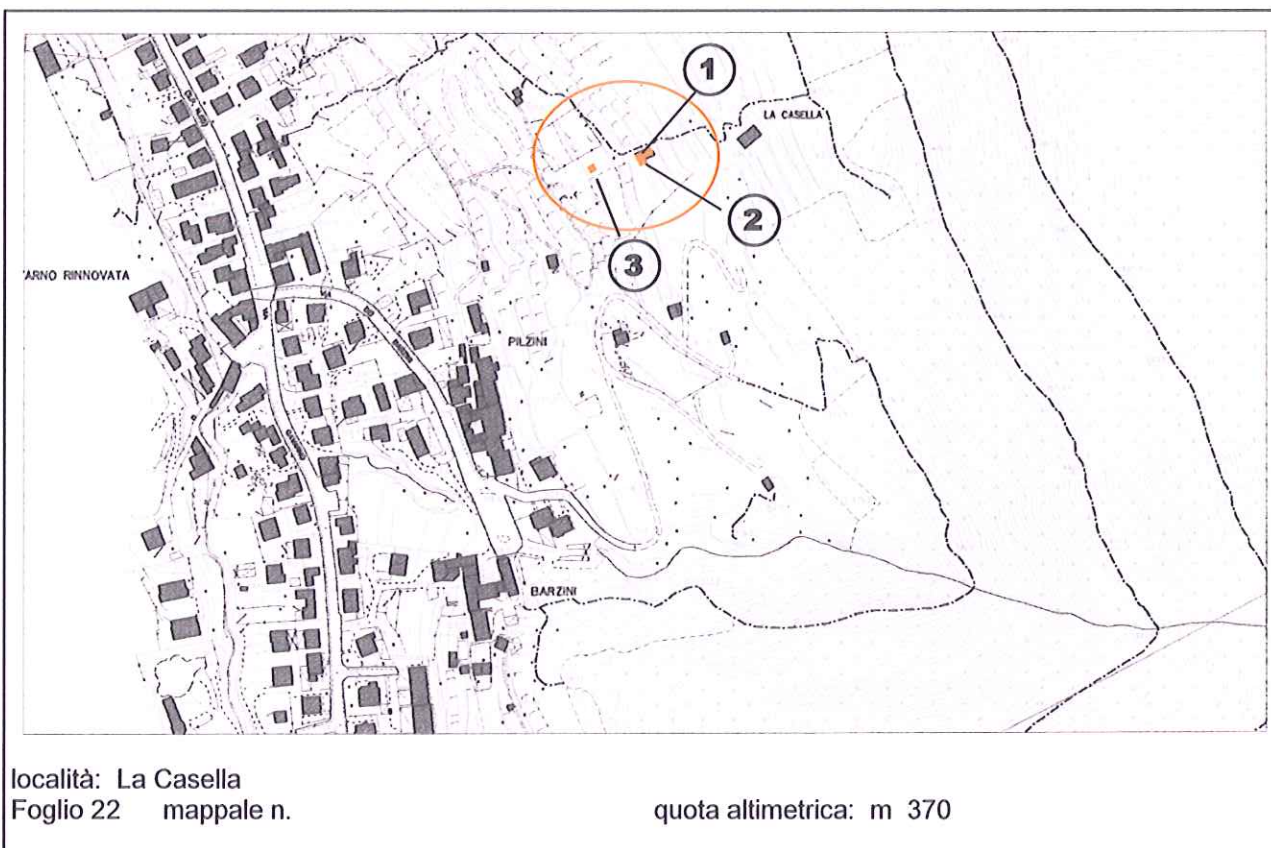 1
LA CASELLA
2
3
'ARNO RINNOVATA
PILZINI
BARZINI
località: La Casella
Foglio 22 mappale n. quota altimetrica: m 370